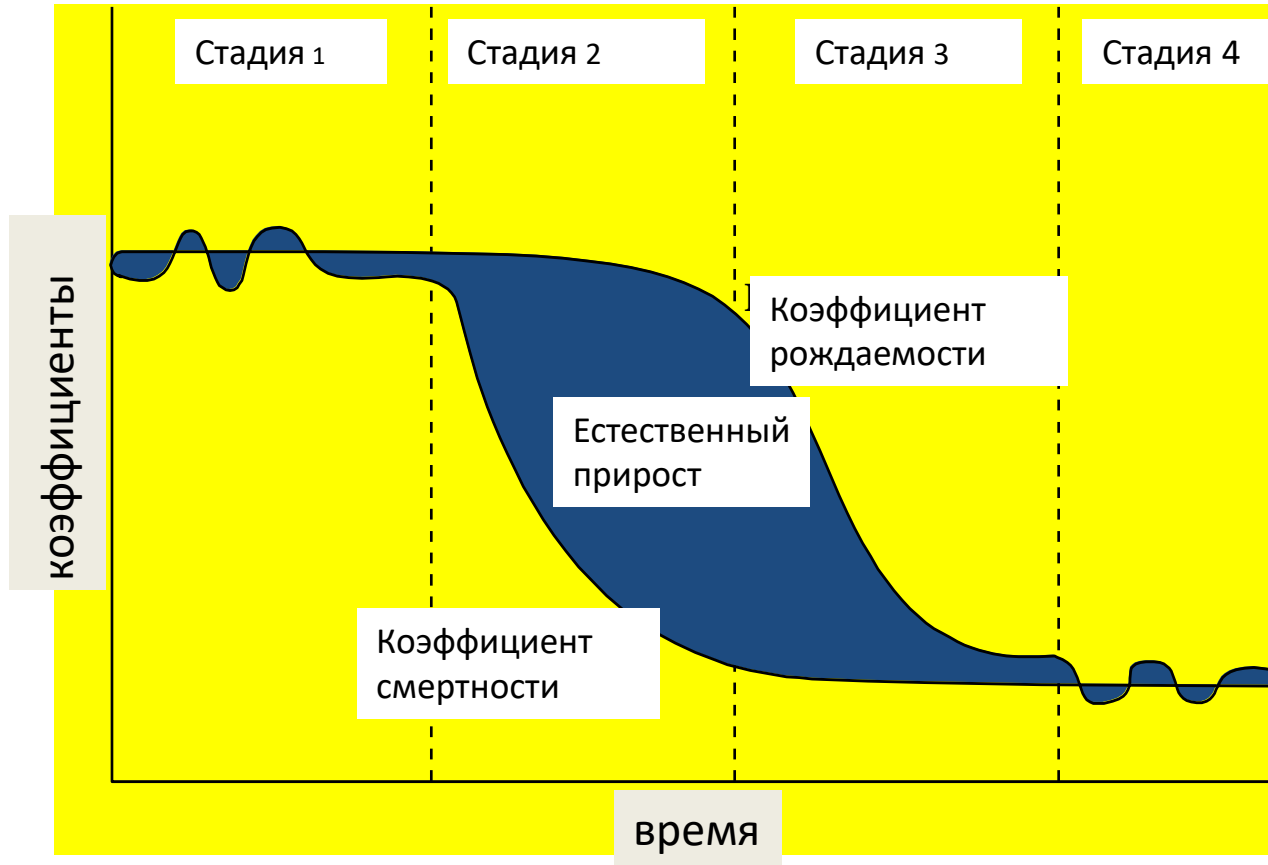 Стадия 1
Стадия 2
Стадия 3
Стадия 4
коэффициенты
Коэффициент
рождаемости
Естественный
прирост
Коэффициент
смертности
время